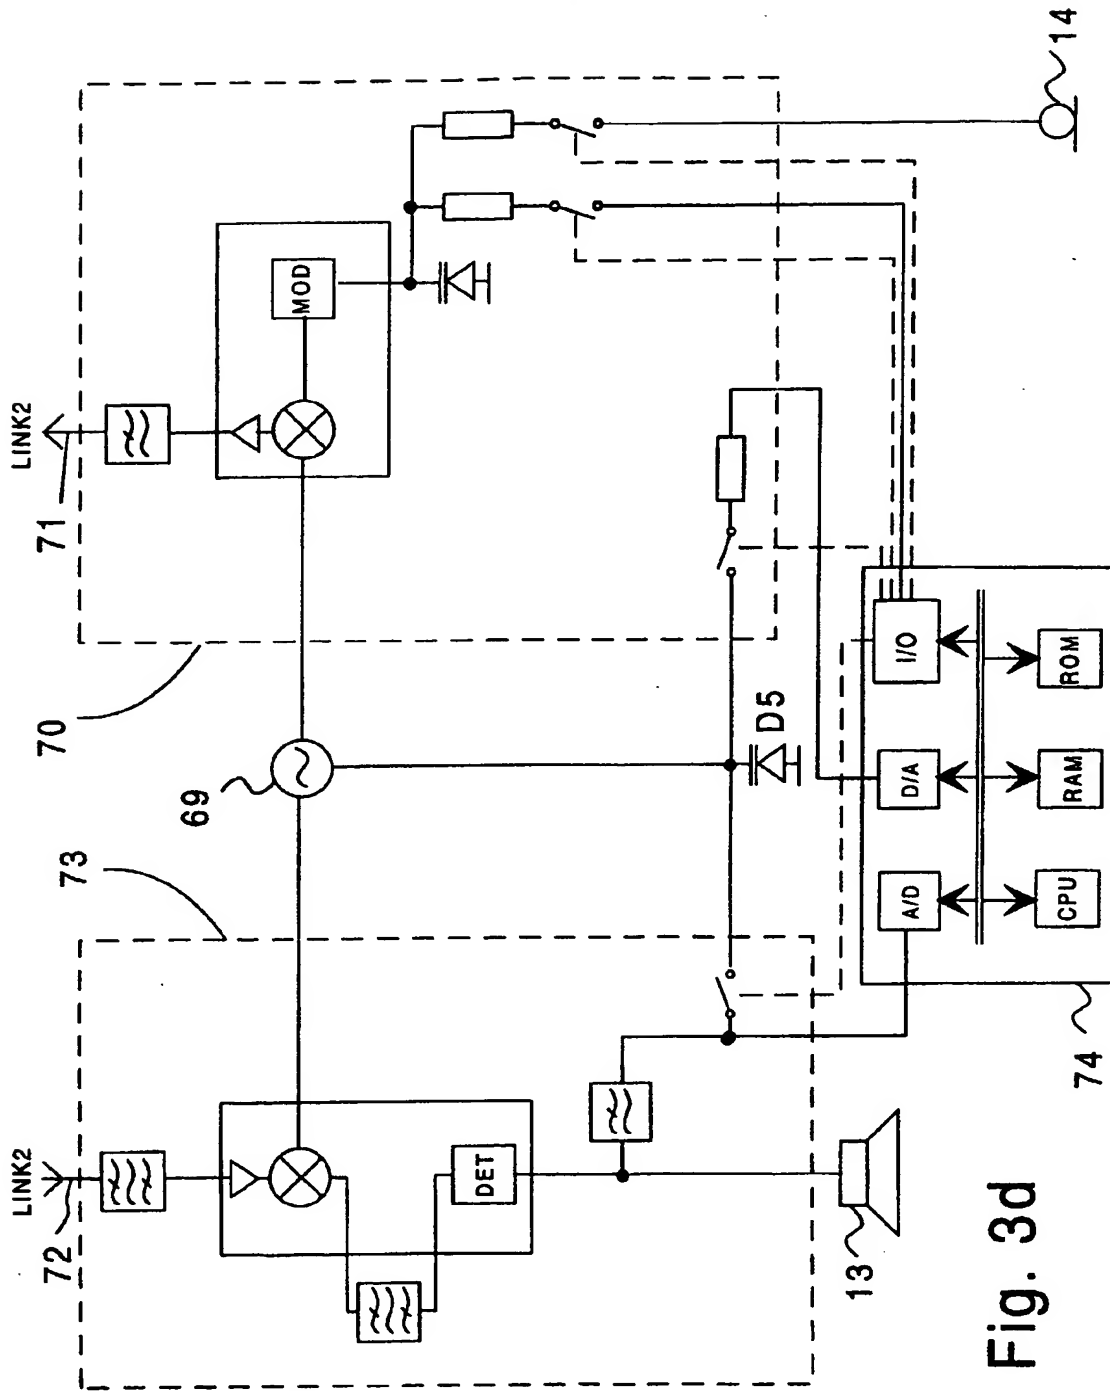 LINK2
71
MOD
70
69
73
LINK2
72
DET
D5
I/O
D/A
A/D
ROM
RAM
CPU
74
13
14
Fig. 3d